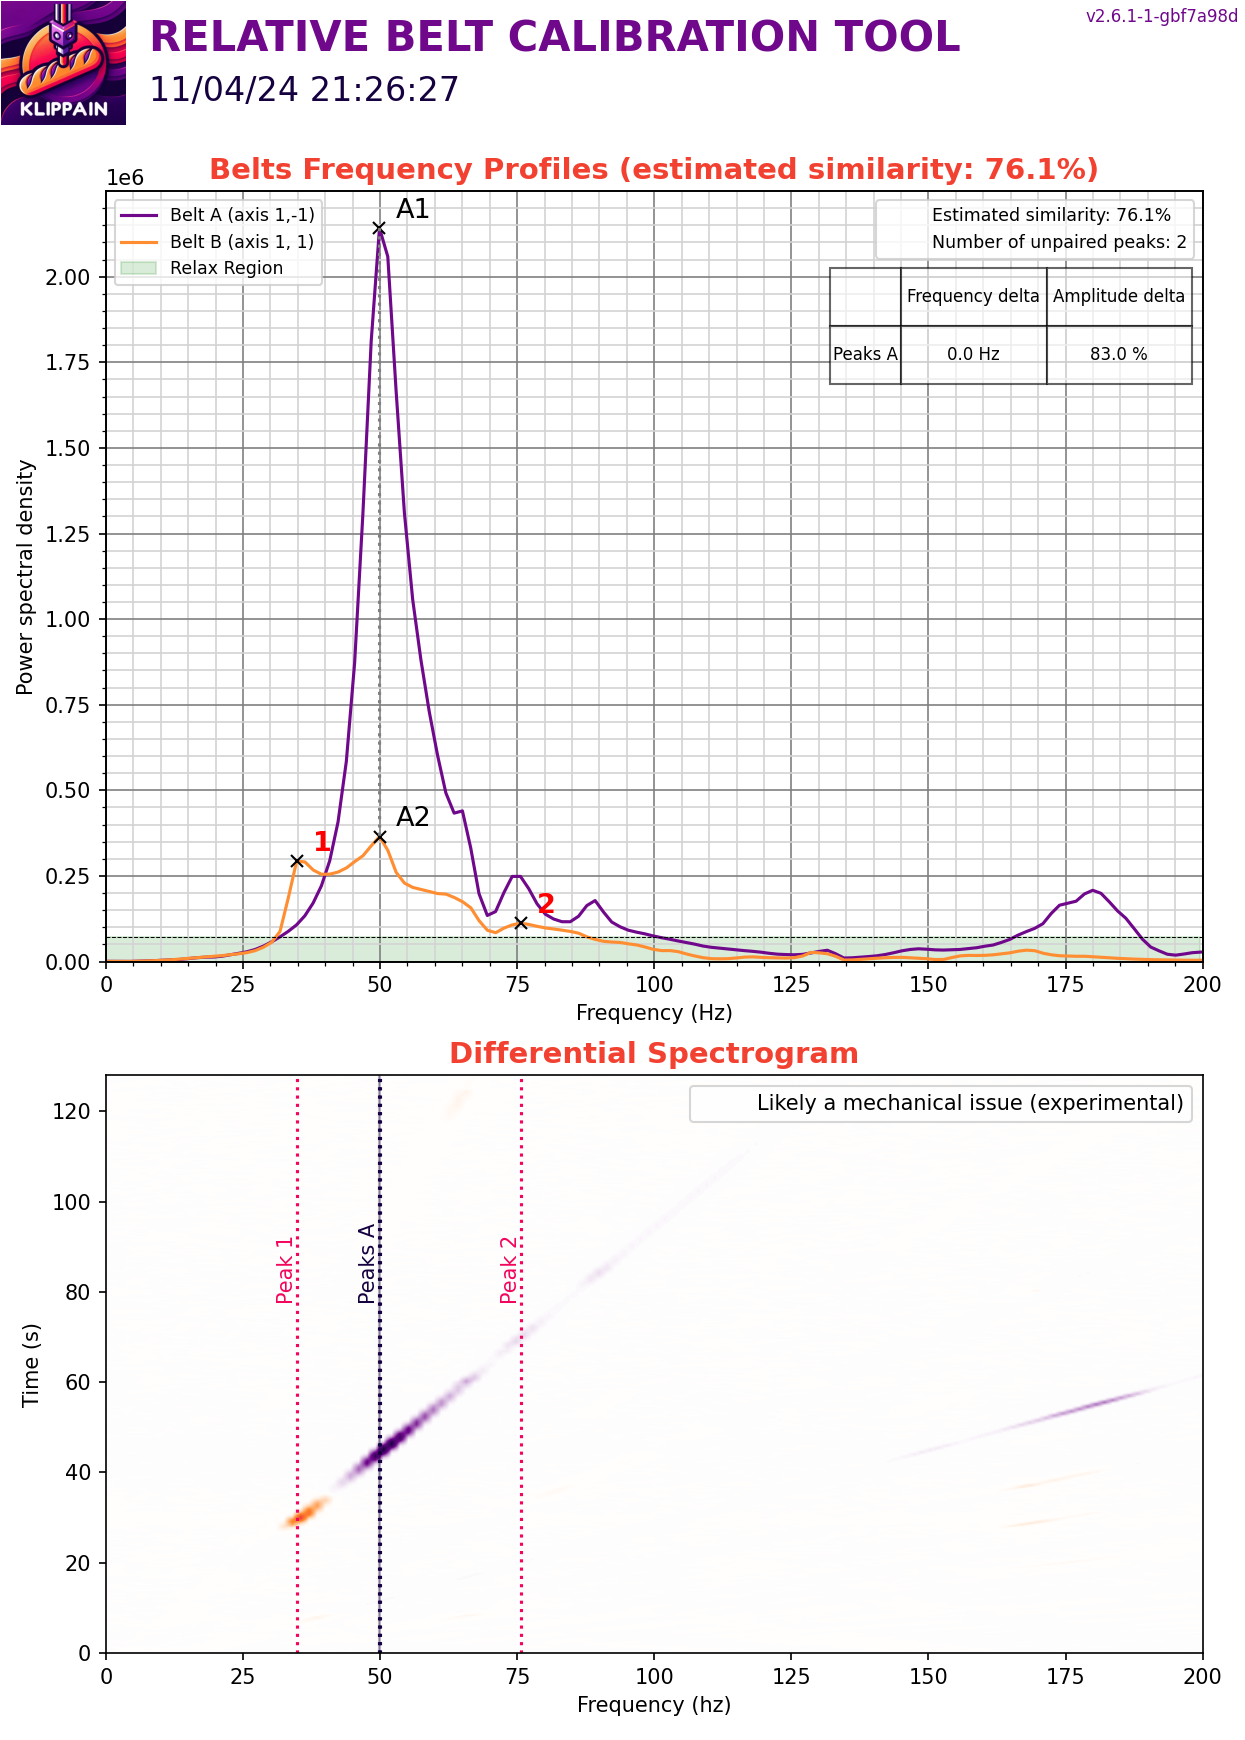 v2.6.1-1-gbf7a98d
RELATIVE BELT CALIBRATION TOOL
11/04/24 21:26:27
KLIPPAIN
Belts Frequency Profiles (estimated similarity: 76.1%)
1e6
Belt A (axis 1,-1)
Belt B (axis 1, 1)
Relax Region
A1
Estimated similarity: 76.1%
Number of unpaired peaks: 2
Frequency delta Amplitude delta
Peaks A 0.0 Hz 83.0 %
2.00
1.75
1.50
1.25
1.00
0.75
0.50
0.25
0.00
Power spectral density
A2
1
2
0 25 50 75 100 125 150 175 200
Frequency (Hz)
Differential Spectrogram
Likely a mechanical issue (experimental)
Peak 1
Peaks A
Peak 2
120
100
80
60
40
20
0
Time (s)
0 25 50 75 100 125 150 175 200
Frequency (hz)